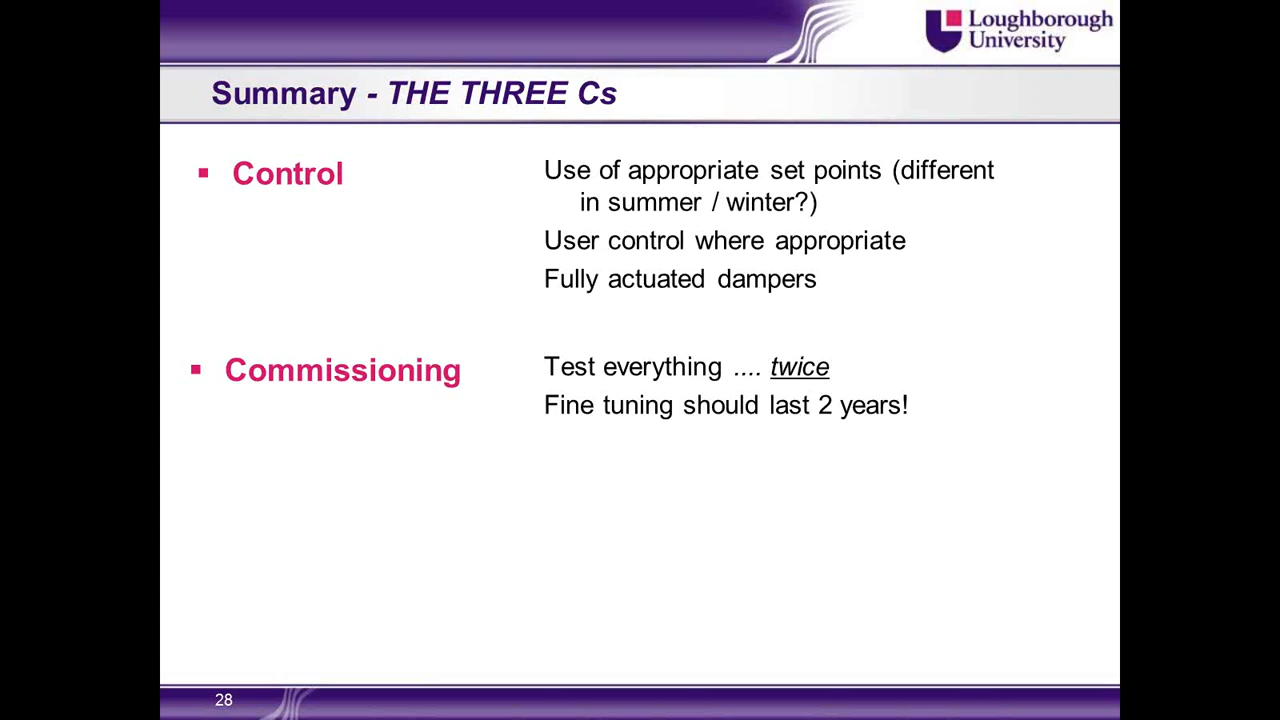 Loughborough
University
Summary - THE THREE Cs
▪ Control
Use of appropriate set points (different
in summer / winter?)
User control where appropriate
Fully actuated dampers
▪ Commissioning
Test everything .... twice
Fine tuning should last 2 years!
28